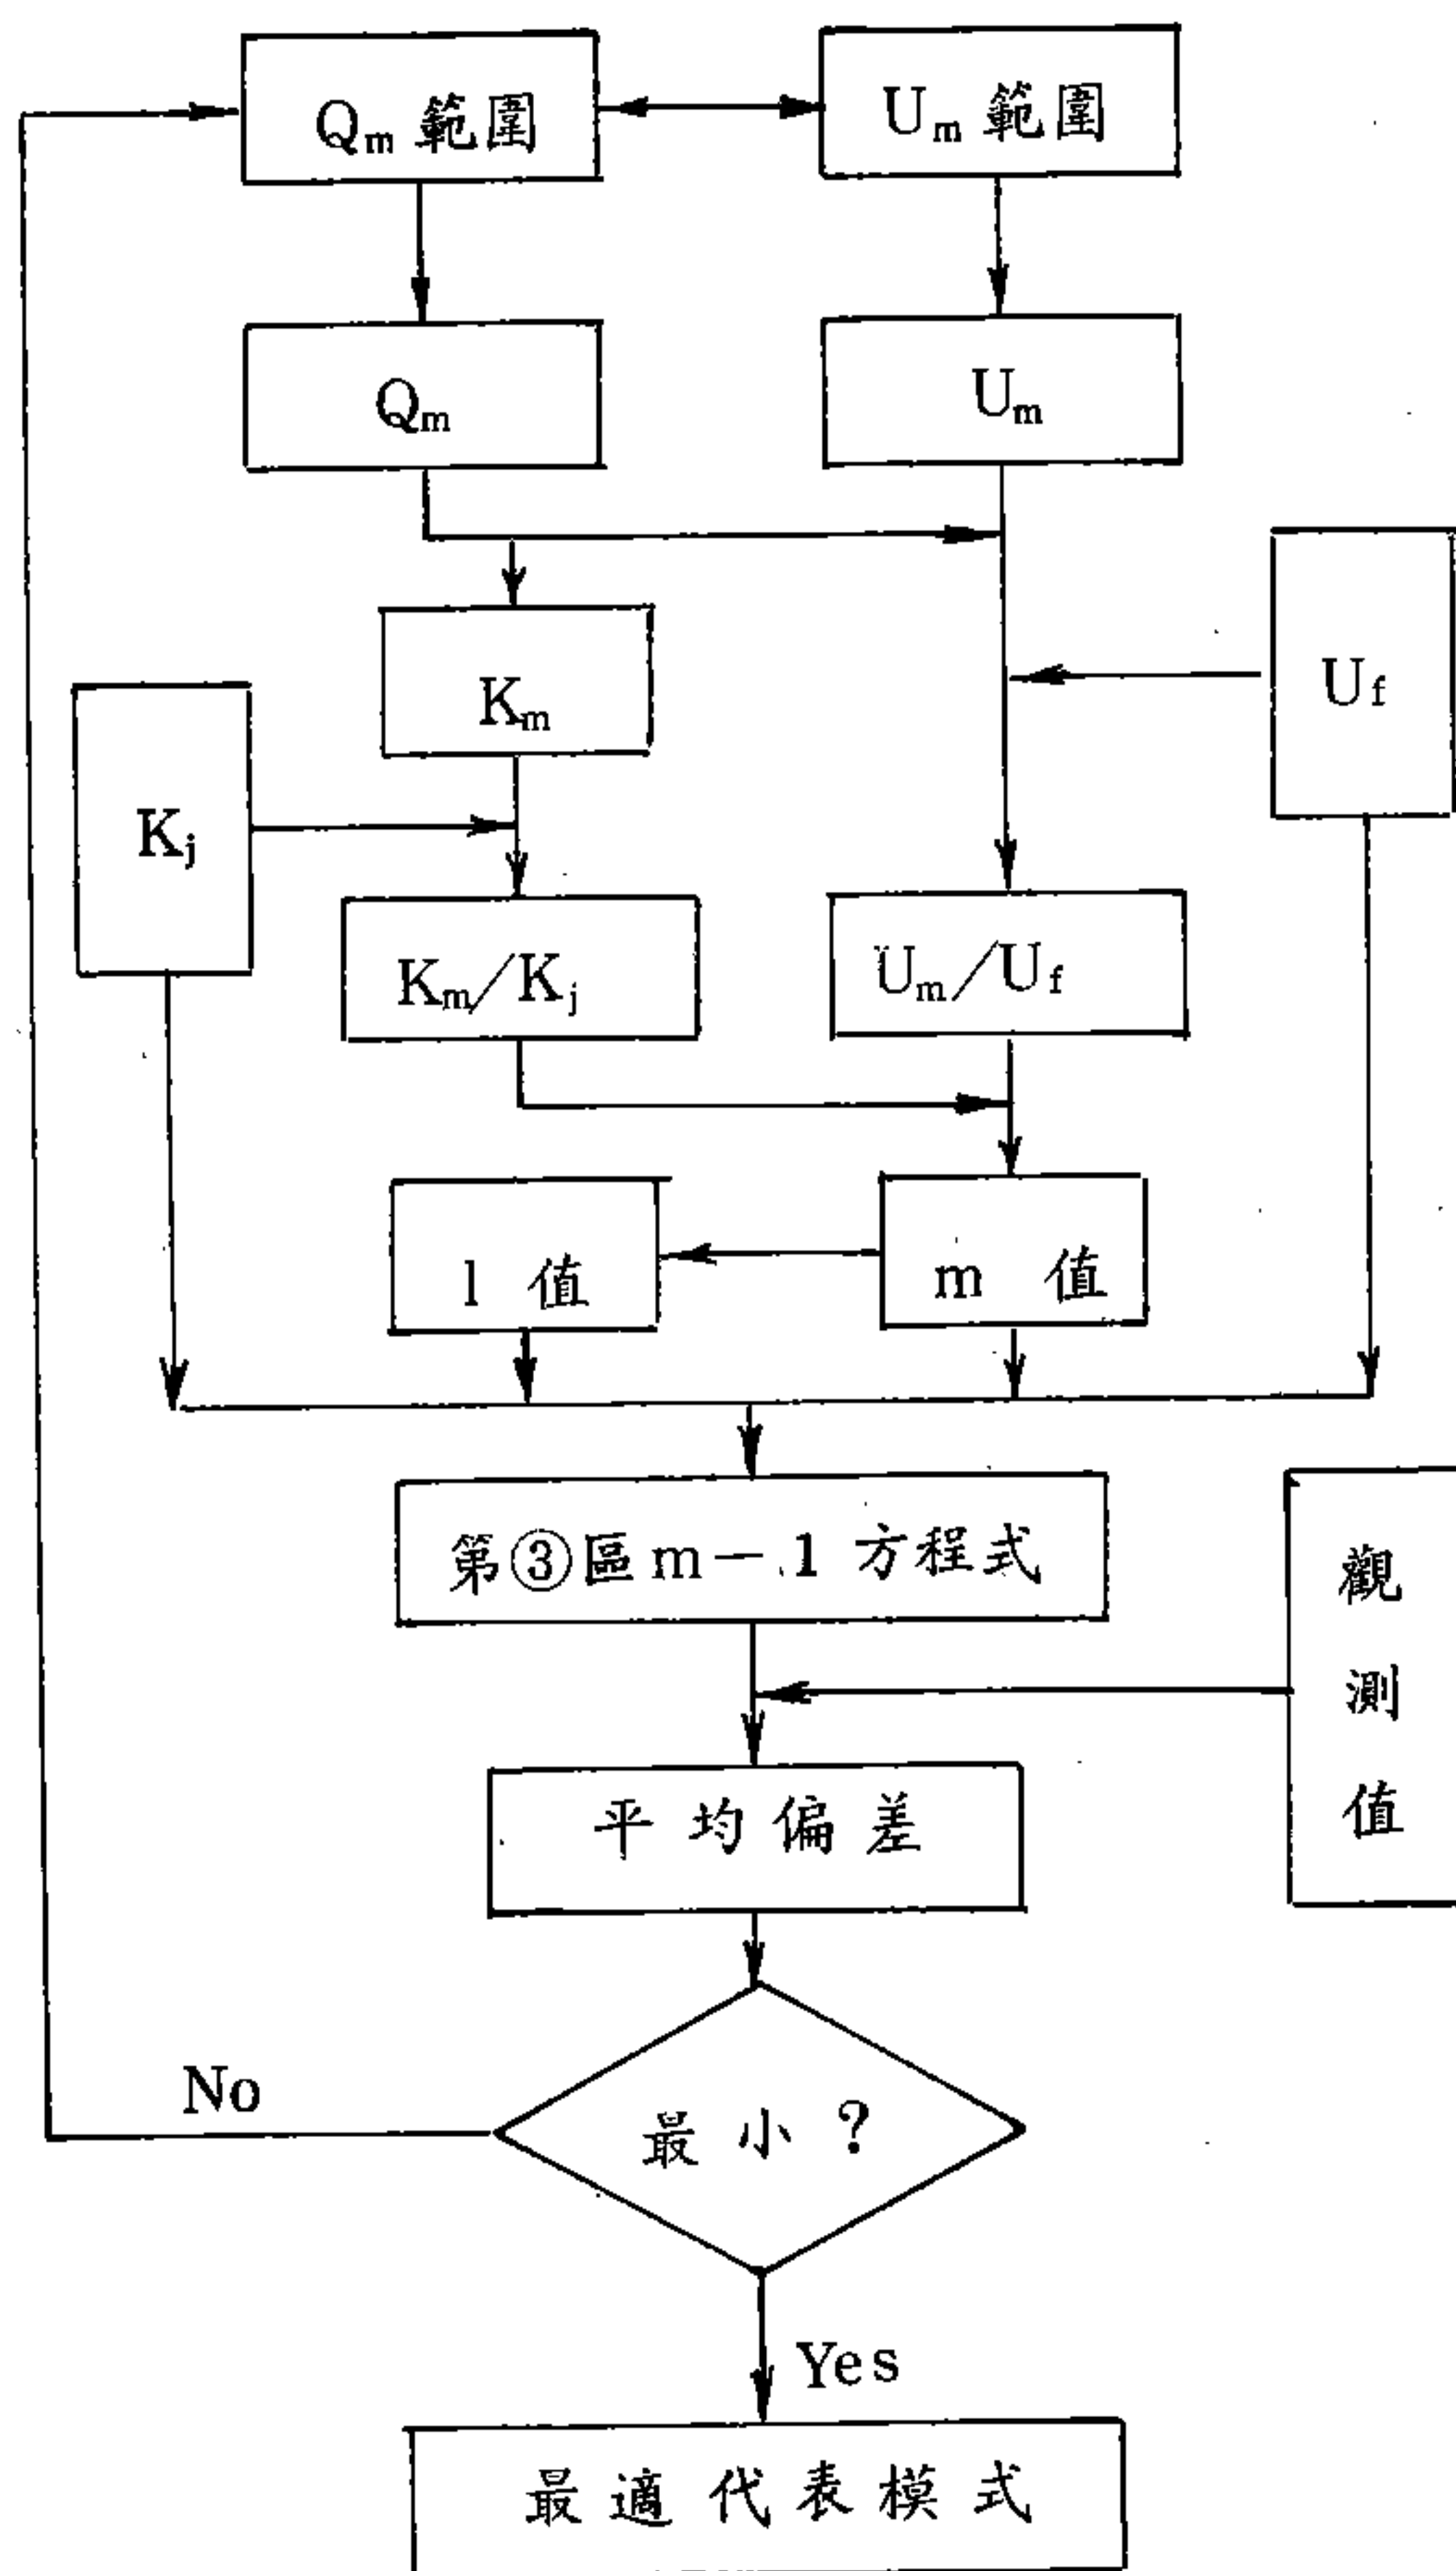 Qm 範圍
Um 範圍
Qm
Um
Uf
Km
Kj
Km/Kj
Um/Uf
l 值
m 值
第③區 m－1 方程式
觀測值
平均偏差
No
最小?
Yes
最適代表模式